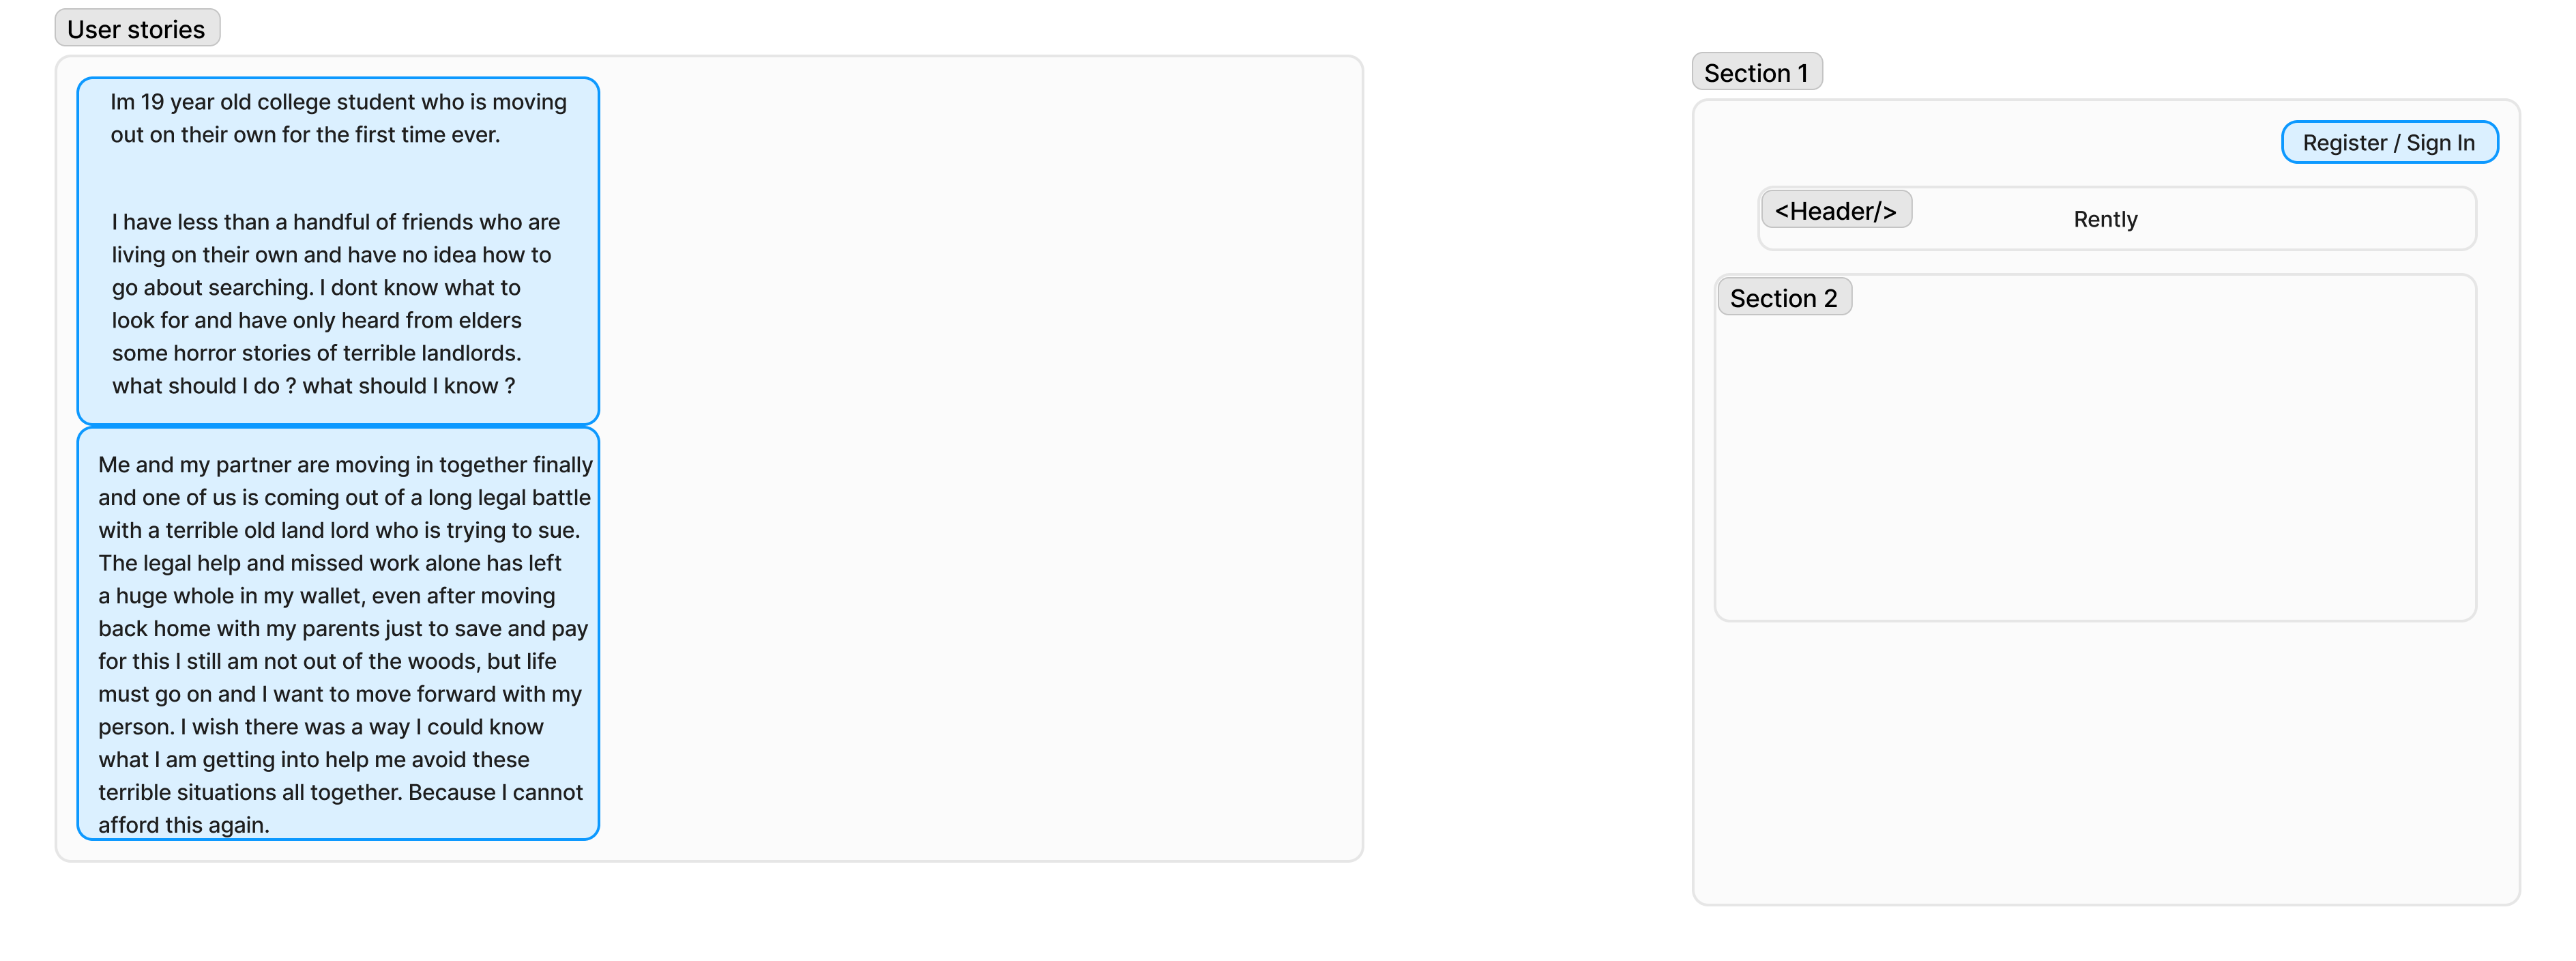 User stories
Im 19 year old college student who is moving
out on their own for the first time ever.
I have less than a handful of friends who are
living on their own and have no idea how to
go about searching. I dont know what to
look for and have only heard from elders
some horror stories of terrible landlords.
what should I do ? what should I know ?
Me and my partner are moving in together finally
and one of us is coming out of a long legal battle
with a terrible old land lord who is trying to sue.
The legal help and missed work alone has left
a huge whole in my wallet, even after moving
back home with my parents just to save and pay
for this I still am not out of the woods, but life
must go on and I want to move forward with my
person. I wish there was a way I could know
what I am getting into help me avoid these
terrible situations all together. Because I cannot
afford this again.
Section 1
Register / Sign In
<Header/>
Rently
Section 2